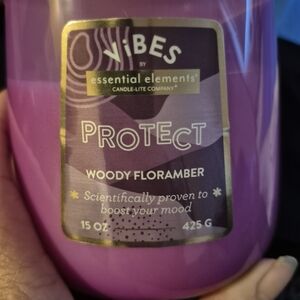 ViBES
BY
essential elements®
CANDLE-LITE COMPANY®
PROTECT
WOODY FLORAMBER
* Scientifically proven to *
boost your mood
15 OZ 425 G